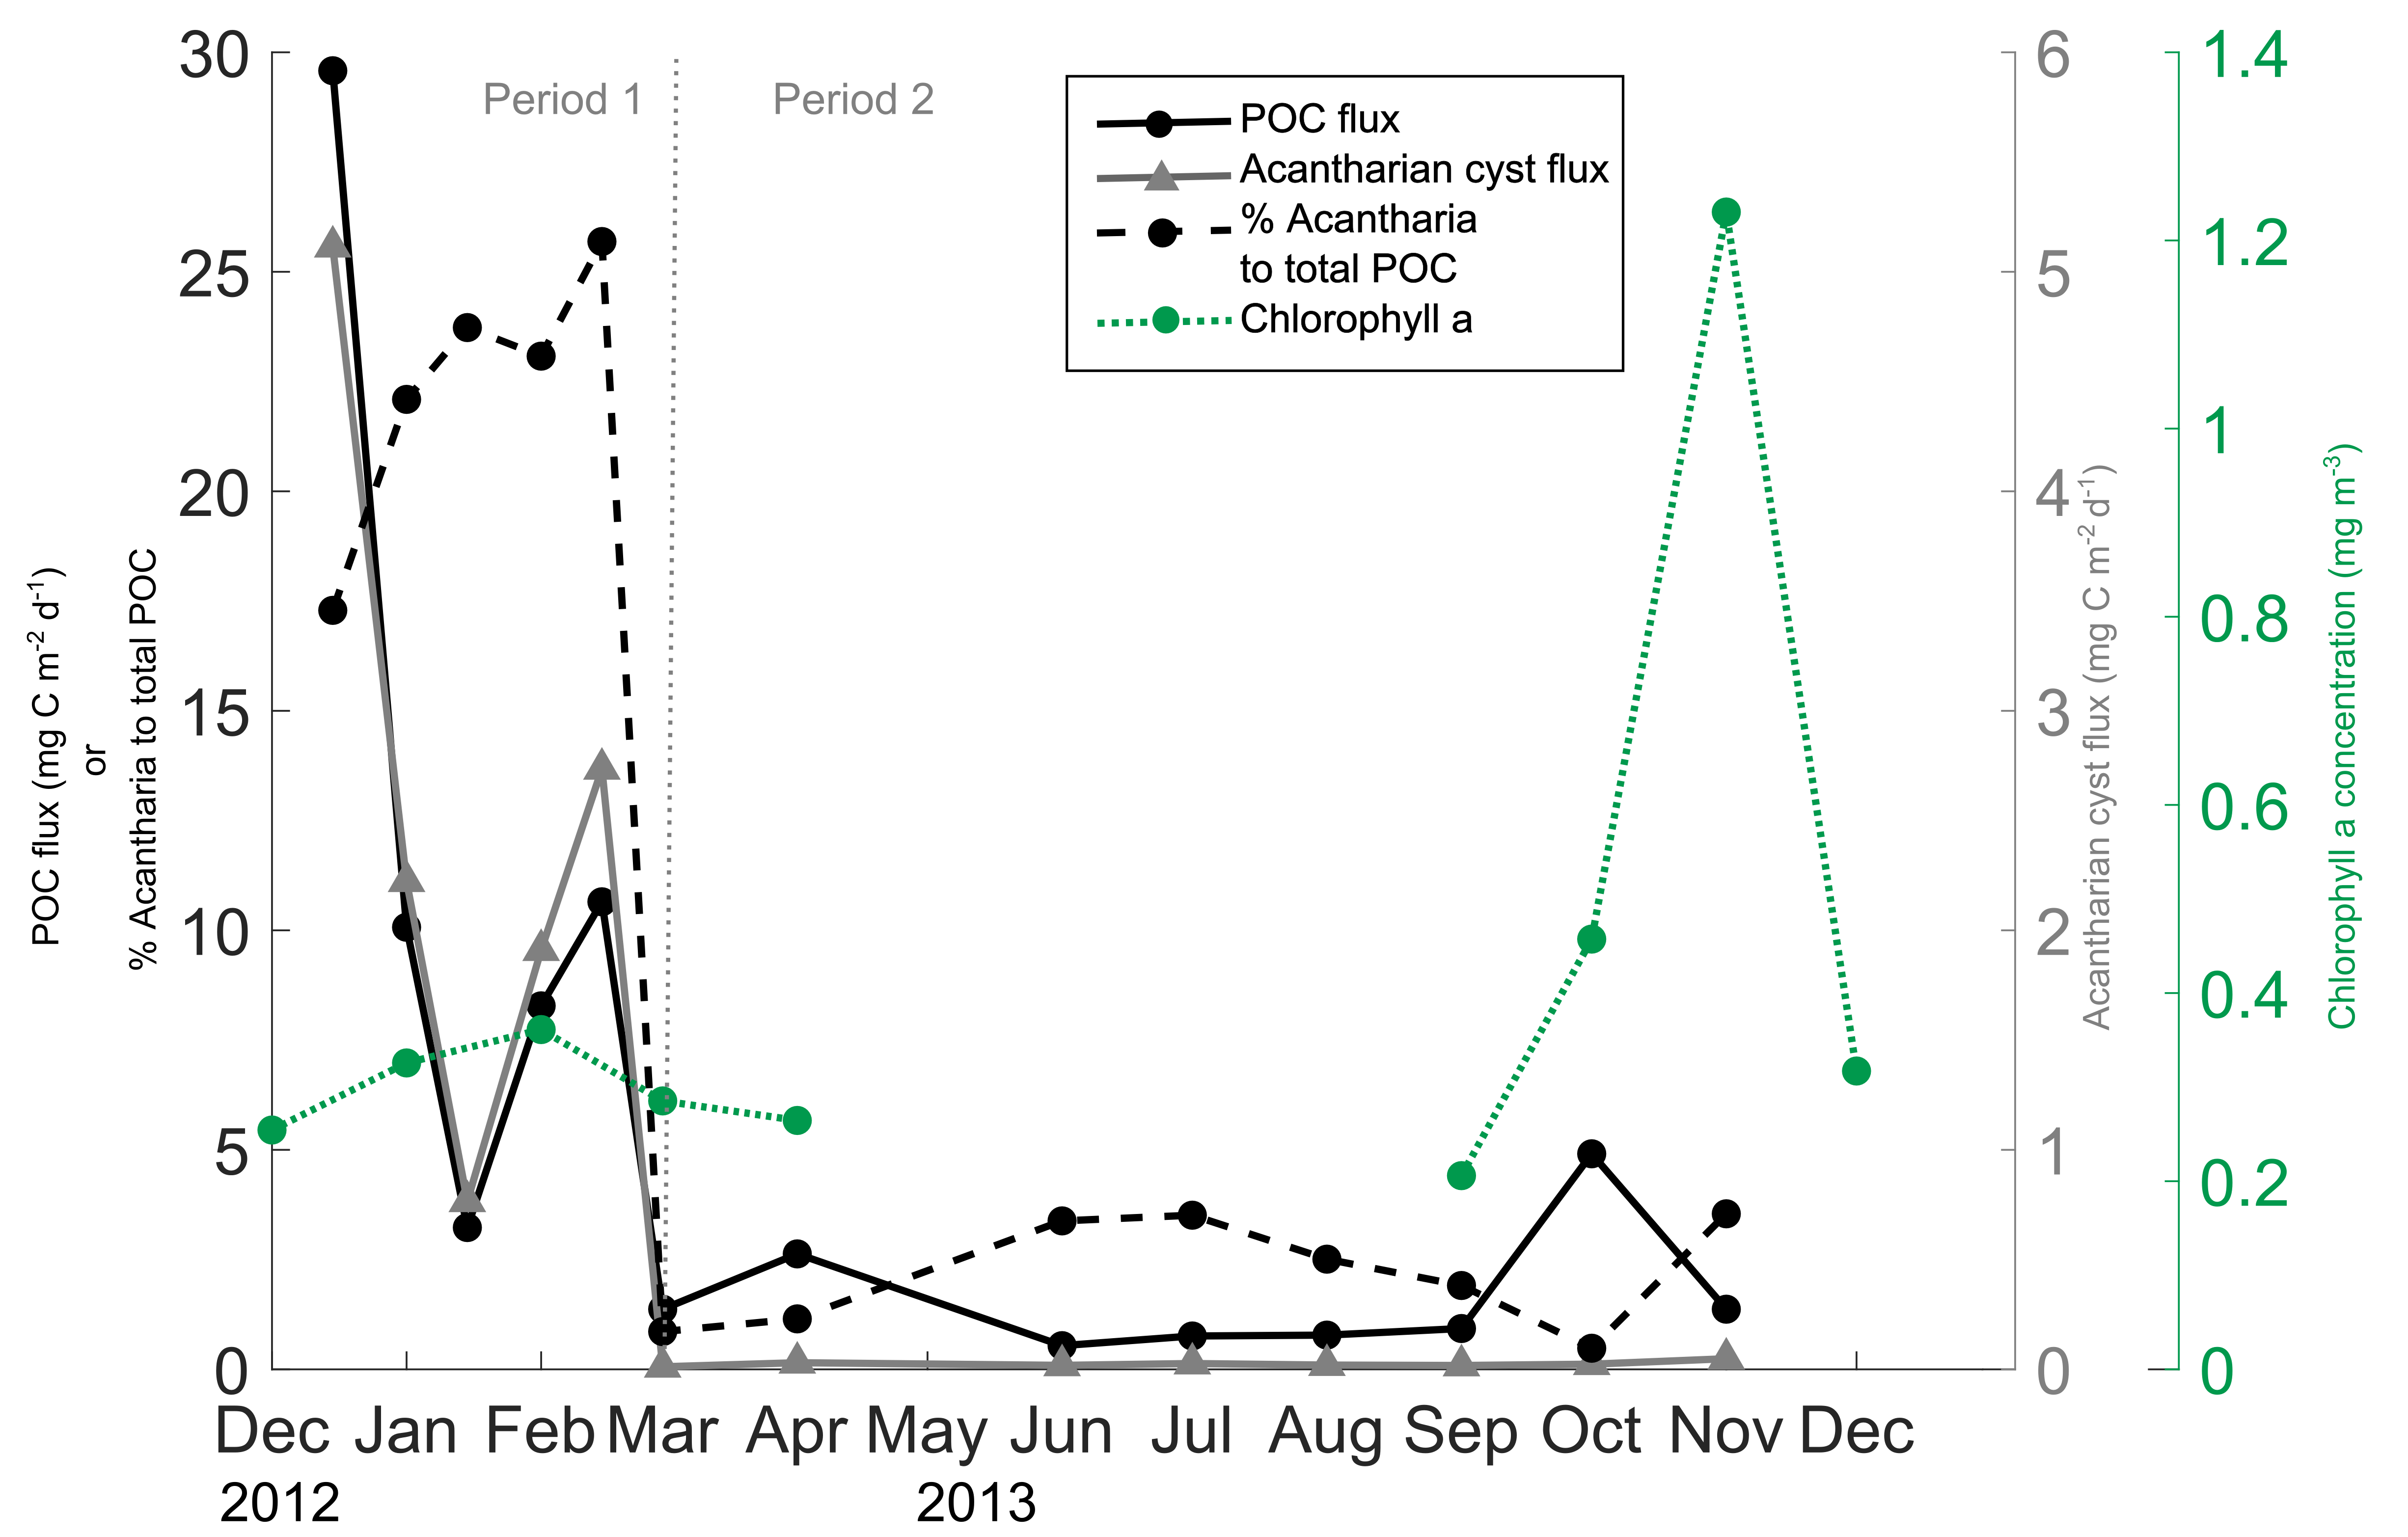 30
25
20
15
10
5
0
POC flux (mg C m-2 d-1)
or
% Acantharia to total POC
Period 1
Period 2
POC flux
Acantharian cyst flux
% Acantharia
to total POC
Chlorophyll a
6
5
4
3
2
1
0
Acantharian cyst flux (mg C m-2 d-1)
1.4
1.2
1
0.8
0.6
0.4
0.2
0
Chlorophyll a concentration (mg m-3)
Dec Jan Feb Mar Apr May Jun Jul Aug Sep Oct Nov Dec
2012 2013